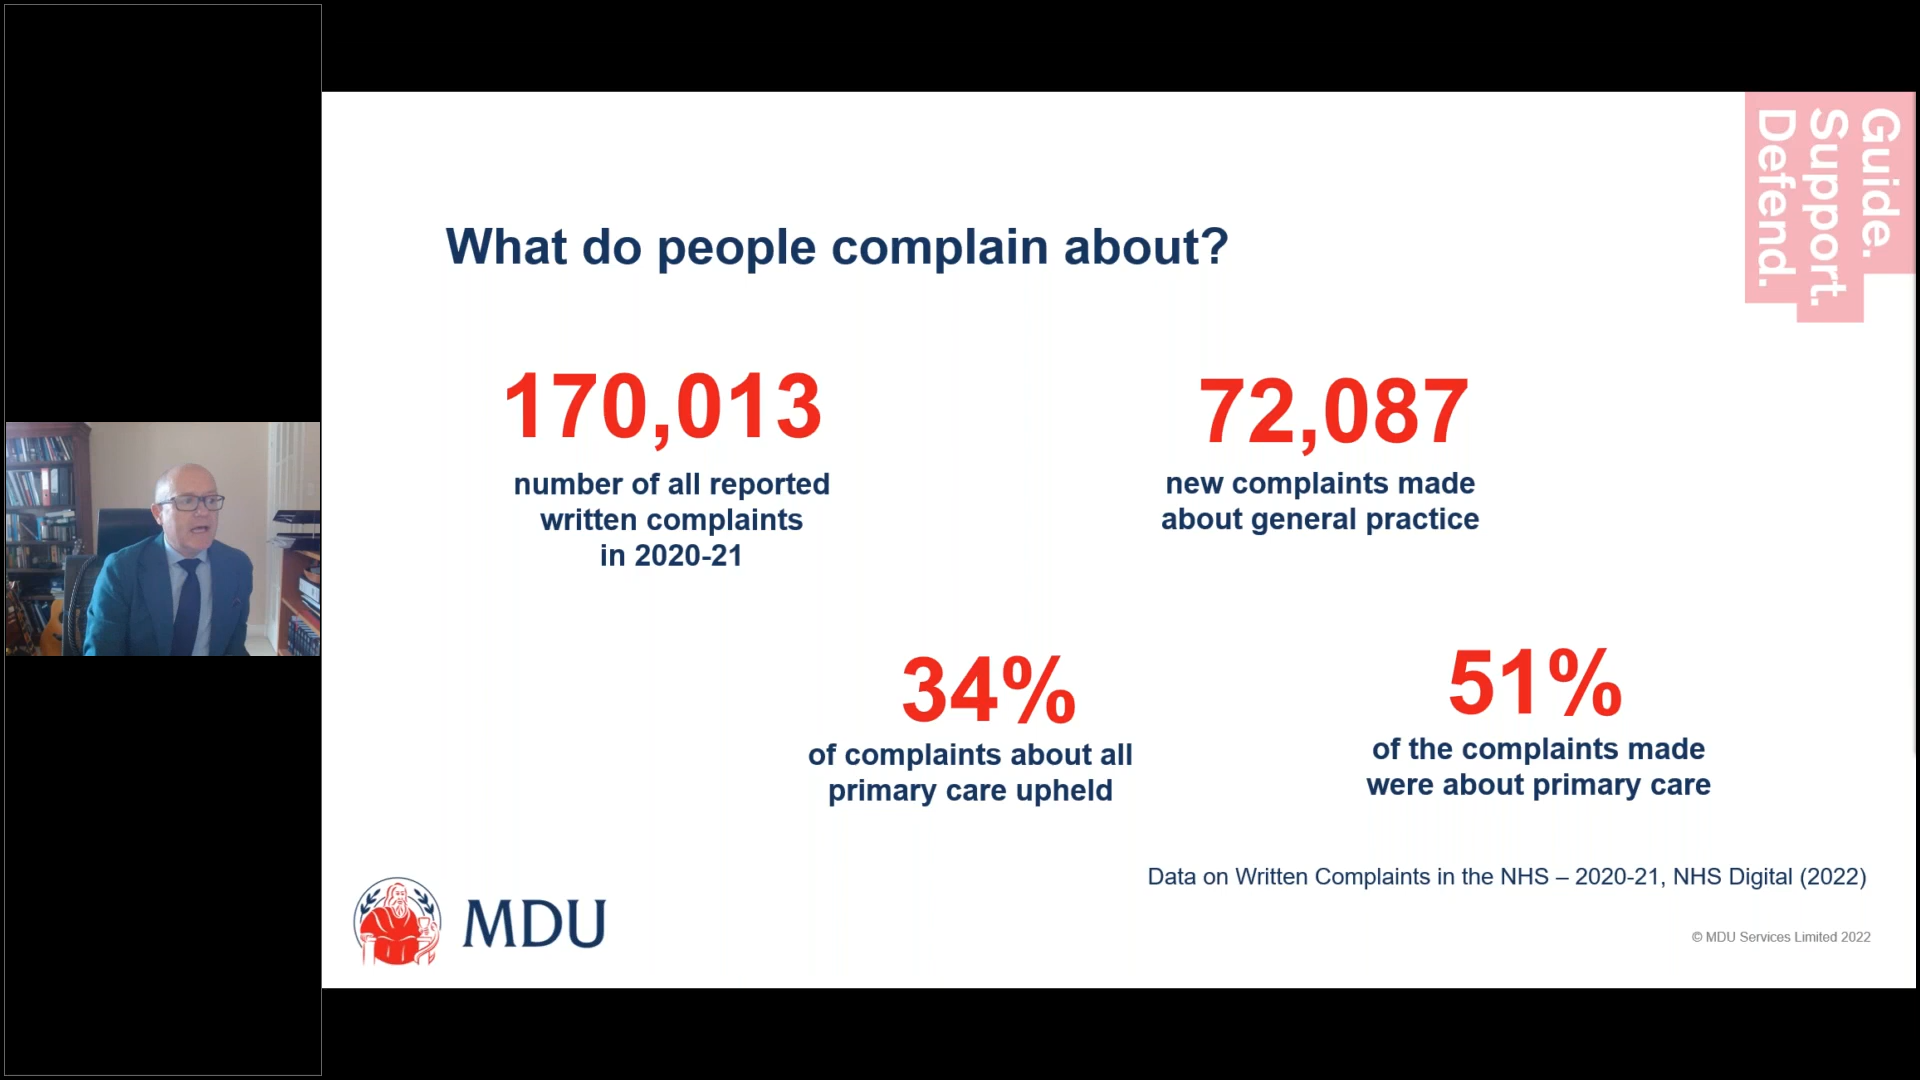 Guide.
Support.
Defend.
What do people complain about?
170,013
number of all reported
written complaints
in 2020-21
72,087
new complaints made
about general practice
34%
of complaints about all
primary care upheld
51%
of the complaints made
were about primary care
Data on Written Complaints in the NHS – 2020-21, NHS Digital (2022)
MDU
© MDU Services Limited 2022